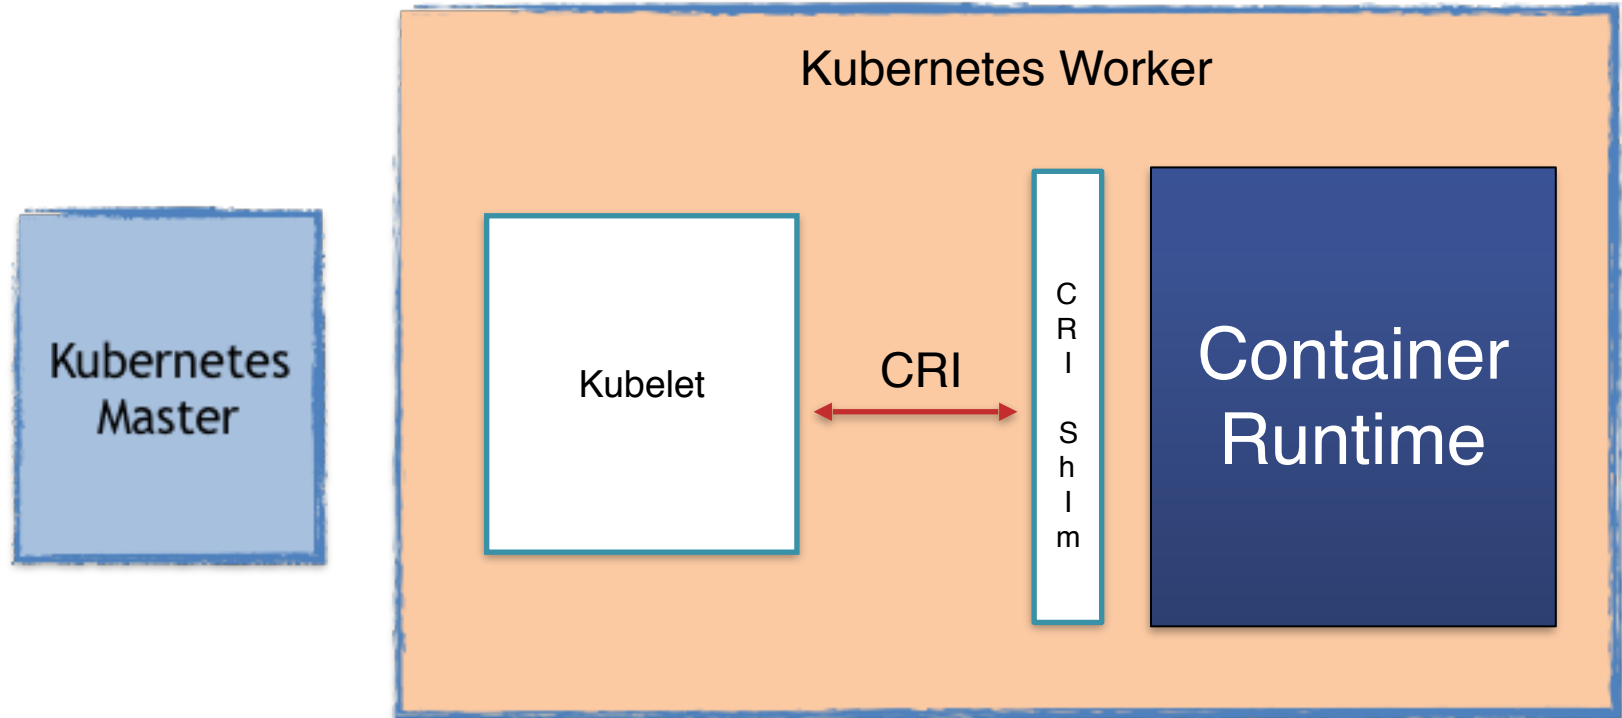 Kubernetes Worker
Kubernetes
Master
Kubelet
CRI
C
R
I
S
h
I
m
Container
Runtime